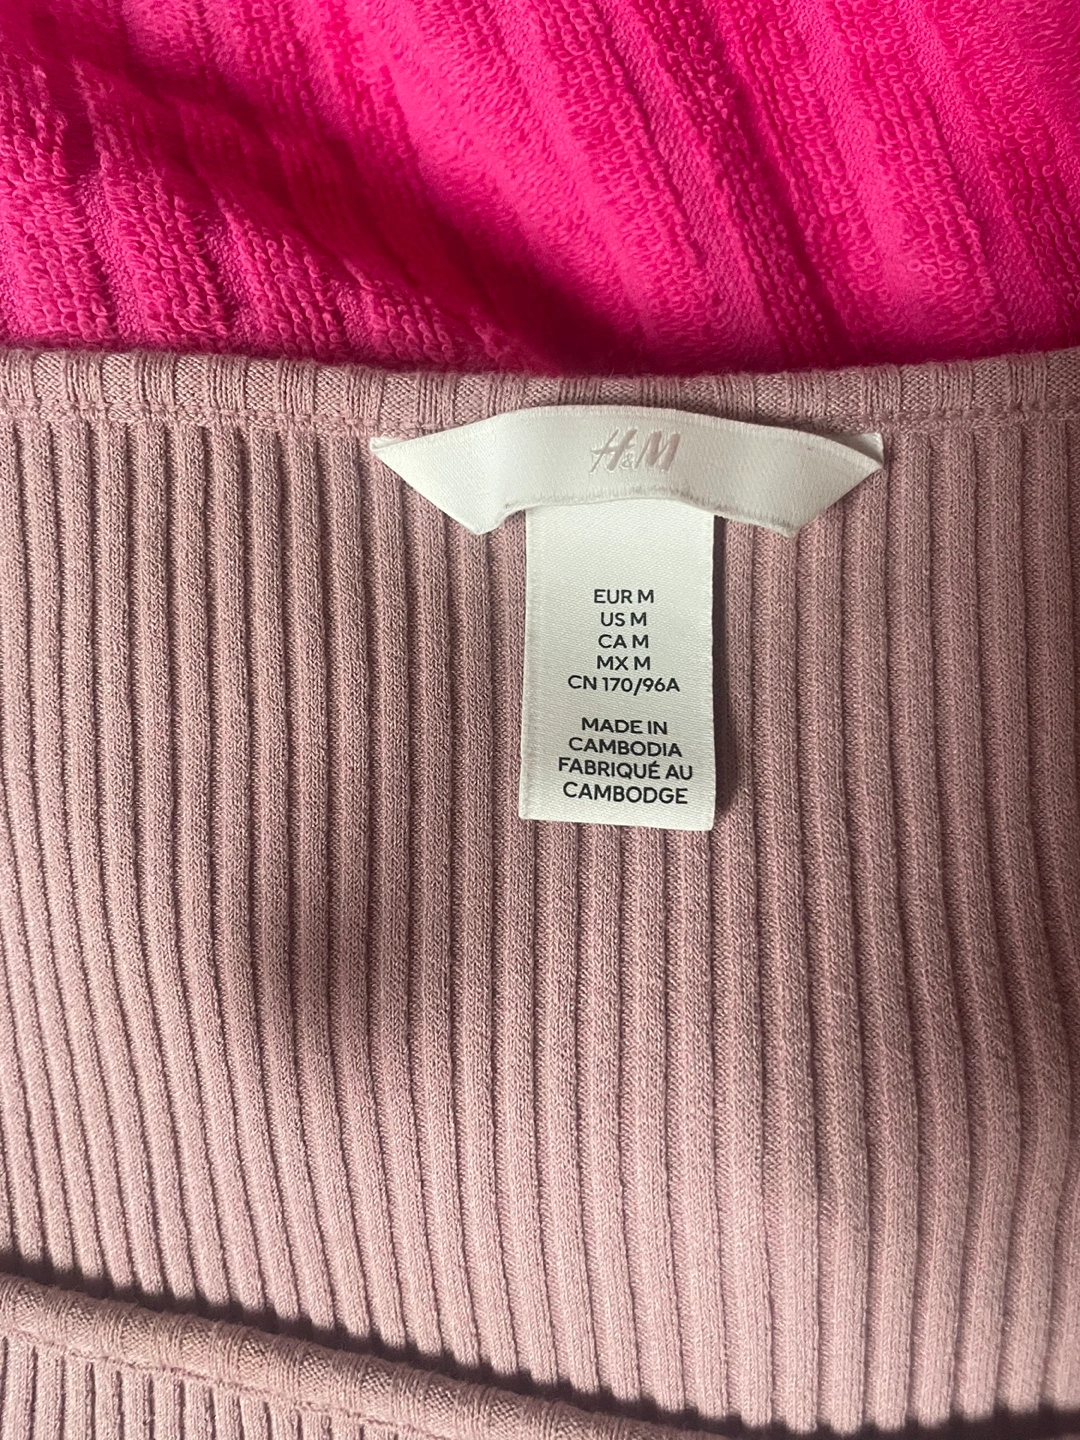 H&M
EUR M
US M
CA M
MX M
CN 170/96A
MADE IN
CAMBODIA
FABRIQUÉ AU
CAMBODGE